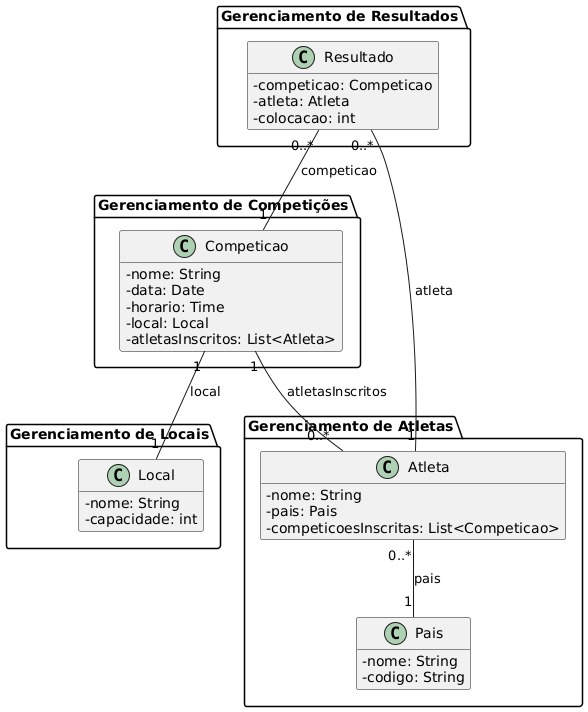 Gerenciamento de Resultados
C Resultado
-competicao: Competicao
-atleta: Atleta
-colocacao: int
0..* 0..*
competicao
1
Gerenciamento de Competições
C Competicao
-nome: String
-data: Date
-horario: Time
-local: Local
-atletasInscritos: List<Atleta>
atleta
1 1
local atletasInscritos
1 0..* 1
Gerenciamento de Locais
C Local
-nome: String
-capacidade: int
Gerenciamento de Atletas
C Atleta
-nome: String
-pais: Pais
-competicoesInscritas: List<Competicao>
0..*
pais
1
C Pais
-nome: String
-codigo: String